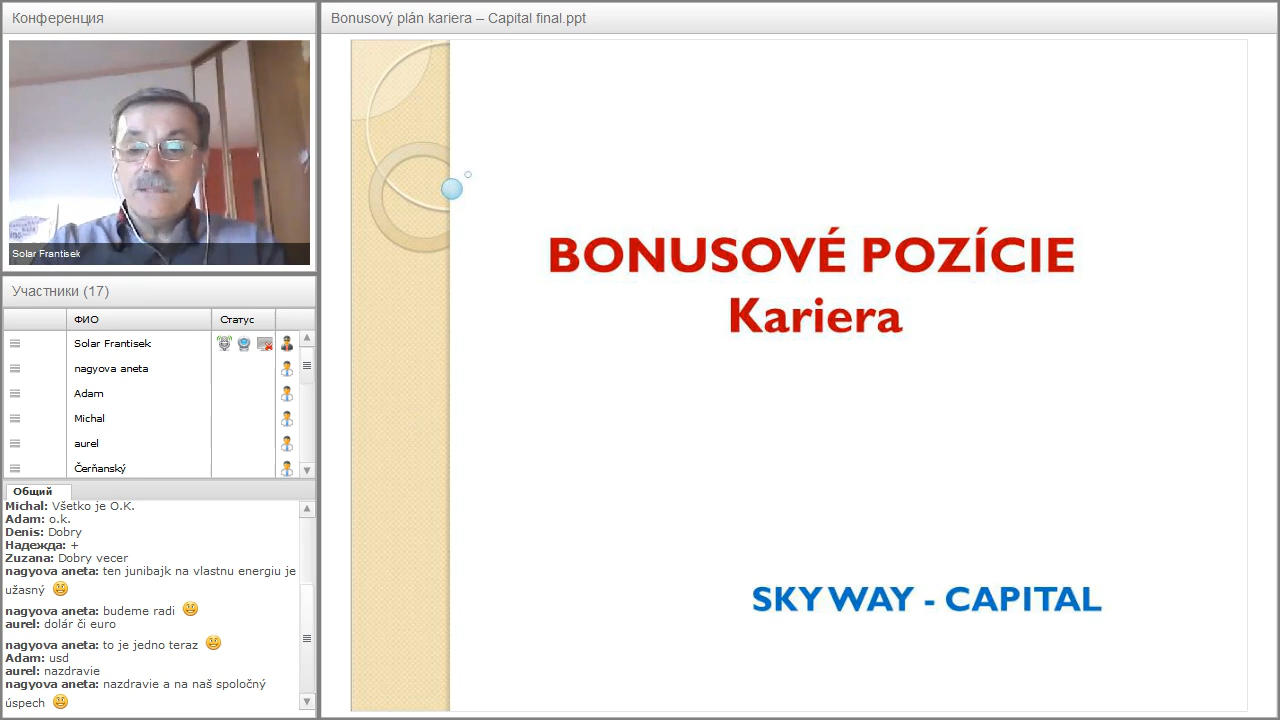 Конференция
Solar Frantisek
Участники (17)
ФИО Статус
Solar Frantisek
nagyova aneta
Adam
Michal
aurel
Čerňanský
Общий
Michal: Všetko je O.K.
Adam: o.k.
Denis: Dobry
Надежда: +
Zuzana: Dobry vecer
nagyova aneta: ten junibajk na vlastnu energiu je
užasný
nagyova aneta: budeme radi
aurel: dolár či euro
nagyova aneta: to je jedno teraz
Adam: usd
aurel: nazdravie
nagyova aneta: nazdravie a na naš spoločný
úspech
Bonusový plán kariera – Capital final.ppt
BONUSOVÉ POZÍCIE
Kariera
SKY WAY - CAPITAL